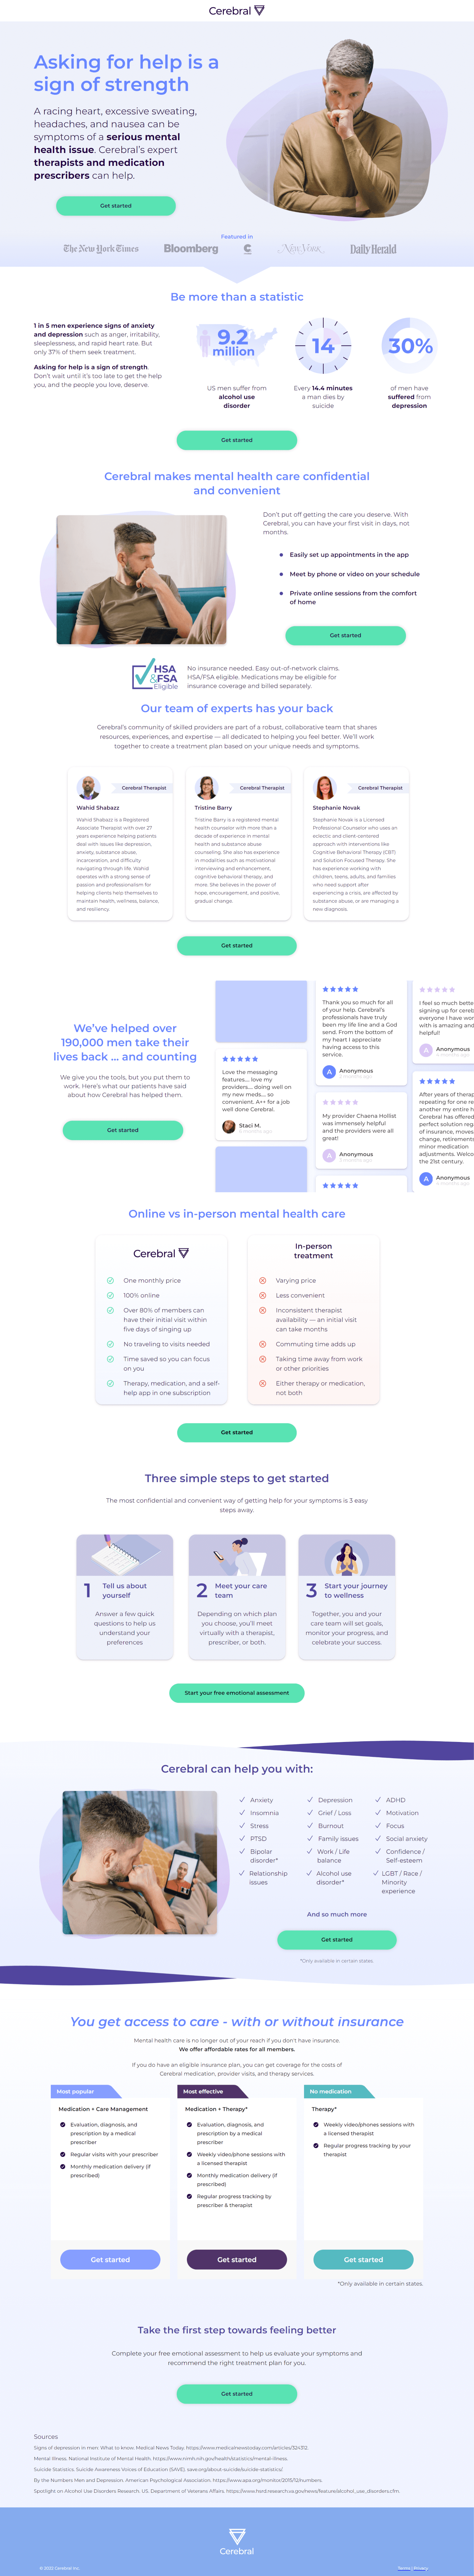 Cerebral
Asking for help is a
sign of strength
A racing heart, excessive sweating,
headaches, and nausea can be
symptoms of a serious mental
health issue. Cerebral's expert
therapists and medication
prescribers can help.
Get started
Featured in
The New York Times
Bloomberg
C
NEW YORK
Daily Herald
Be more than a statistic
1 in 5 men experience signs of anxiety
and depression such as anger, irritability,
sleeplessness, and rapid heart rate. But
only 37% of them seek treatment.
Asking for help is a sign of strength.
Don't wait until it's too late to get the help
you, and the people you love, deserve.
9.2
million
US men suffer from
alcohol use
disorder
14
Every 14.4 minutes
a man dies by
suicide
30%
of men have
suffered from
depression
Get started
Cerebral makes mental health care confidential
and convenient
Don't put off getting the care you deserve. With
Cerebral, you can have your first visit in days, not
months.
Easily set up appointments in the app
Meet by phone or video on your schedule
Private online sessions from the comfort
of home
Get started
HSA
&FSA
Eligible
No insurance needed. Easy out-of-network claims.
HSA/FSA eligible. Medications may be eligible for
insurance coverage and billed separately.
Our team of experts has your back
Cerebral's community of skilled providers are part of a robust, collaborative team that shares
resources, experiences, and expertise — all dedicated to helping you feel better. We'll work
together to create a treatment plan based on your unique needs and symptoms.
Cerebral Therapist
Wahid Shabazz
Wahid Shabazz is a Registered
Associate Therapist with over 27
years experience helping patients
deal with issues like depression,
anxiety, substance abuse,
incarceration, and difficulty
navigating through life. Wahid
operates with a strong sense of
passion and professionalism for
helping clients help themselves to
maintain health, wellness, balance,
and resiliency.
Cerebral Therapist
Tristine Barry
Tristine Barry is a registered mental
health counselor with more than a
decade of experience in mental
health and substance abuse
counseling. She also has experience
in modalities such as motivational
interviewing and enhancement,
cognitive behavioral therapy, and
more. She believes in the power of
hope, encouragement, and positive,
gradual change.
Cerebral Therapist
Stephanie Novak
Stephanie Novak is a Licensed
Professional Counselor who uses an
eclectic and client-centered
approach with interventions like
Cognitive Behavioral Therapy (CBT)
and Solution Focused Therapy. She
has experience working with
children, teens, adults, and families
who need support after
experiencing a crisis, are affected by
substance abuse, or are managing a
new diagnosis.
Get started
We've helped over
190,000 men take their
lives back ... and counting
We give you the tools, but you put them to
work. Here's what our patients have said
about how Cerebral has helped them.
Get started
Love the messaging
features.... love my
providers.... doing well on
my new meds.... so
convenient, A++ for a job
well done Cerebral.
Staci M.
Thank you so much for all
of your help. Cerebral's
professionals have truly
been my life line and a God
send. From the bottom of
my heart I appreciate
having access to this
service.
A
Anonymous
My provider Chaena Hollist
was immensely helpful
and the providers were all
great!
A
Anonymous
I feel so much bette
signing up for cereb
everyone I have wor
with is amazing and
helpful!
A
Anonymous
After years of therap
repeating for one re
another my entire h
Cerebral has offered
perfect solution reg
of insurance, moves
change, retirements
minor medication
adjustments. Welco
the 21st century.
A
Anonymous
Online vs in-person mental health care
Cerebral
One monthly price
100% online
Over 80% of members can
have their initial visit within
five days of singing up
No traveling to visits needed
Time saved so you can focus
on you
Therapy, medication, and a self-
help app in one subscription
In-person
treatment
Varying price
Less convenient
Inconsistent therapist
availability — an initial visit
can take months
Commuting time adds up
Taking time away from work
or other priorities
Either therapy or medication,
not both
Get started
Three simple steps to get started
The most confidential and convenient way of getting help for your symptoms is 3 easy
steps away.
1
Tell us about
yourself
Answer a few quick
questions to help us
understand your
preferences
2
Meet your care
team
Depending on which plan
you choose, you'll meet
virtually with a therapist,
prescriber, or both.
3
Start your journey
to wellness
Together, you and your
care team will set goals,
monitor your progress, and
celebrate your success.
Start your free emotional assessment
Cerebral can help you with:
Anxiety
Insomnia
Stress
PTSD
Bipolar
disorder*
Relationship
issues
Depression
Grief / Loss
Burnout
Family issues
Work / Life
balance
Alcohol use
disorder*
ADHD
Motivation
Focus
Social anxiety
Confidence /
Self-esteem
LGBT / Race /
Minority
experience
And so much more
Get started
*Only available in certain states.
You get access to care - with or without insurance
Mental health care is no longer out of your reach if you don't have insurance.
We offer affordable rates for all members.
If you do have an eligible insurance plan, you can get coverage for the costs of
Cerebral medication, provider visits, and therapy services.
Most popular
Medication + Care Management
Evaluation, diagnosis, and
prescription by a medical
prescriber
Regular visits with your prescriber
Monthly medication delivery (if
prescribed)
Get started
Most effective
Medication + Therapy*
Evaluation, diagnosis, and
prescription by a medical
prescriber
Weekly video/phone sessions with
a licensed therapist
Monthly medication delivery (if
prescribed)
Regular progress tracking by
prescriber & therapist
Get started
No medication
Therapy*
Weekly video/phones sessions with
a licensed therapist
Regular progress tracking by your
therapist
Get started
*Only available in certain states.
Take the first step towards feeling better
Complete your free emotional assessment to help us evaluate your symptoms and
recommend the right treatment plan for you.
Get started
Sources
Signs of depression in men: What to know. Medical News Today. https://www.medicalnewstoday.com/articles/324312.
Mental Illness. National Institute of Mental Health. https://www.nimh.nih.gov/health/statistics/mental-illness.
Suicide Statistics. Suicide Awareness Voices of Education (SAVE). save.org/about-suicide/suicide-statistics/.
By the Numbers Men and Depression. American Psychological Association. https://www.apa.org/monitor/2015/12/numbers.
Spotlight on Alcohol Use Disorders Research. US. Department of Veterans Affairs. https://www.hsrd.research.va.gov/news/feature/alcohol_use_disorders.cfm.
Cerebral
© 2023 Cerebral Inc.
Terms | Privacy